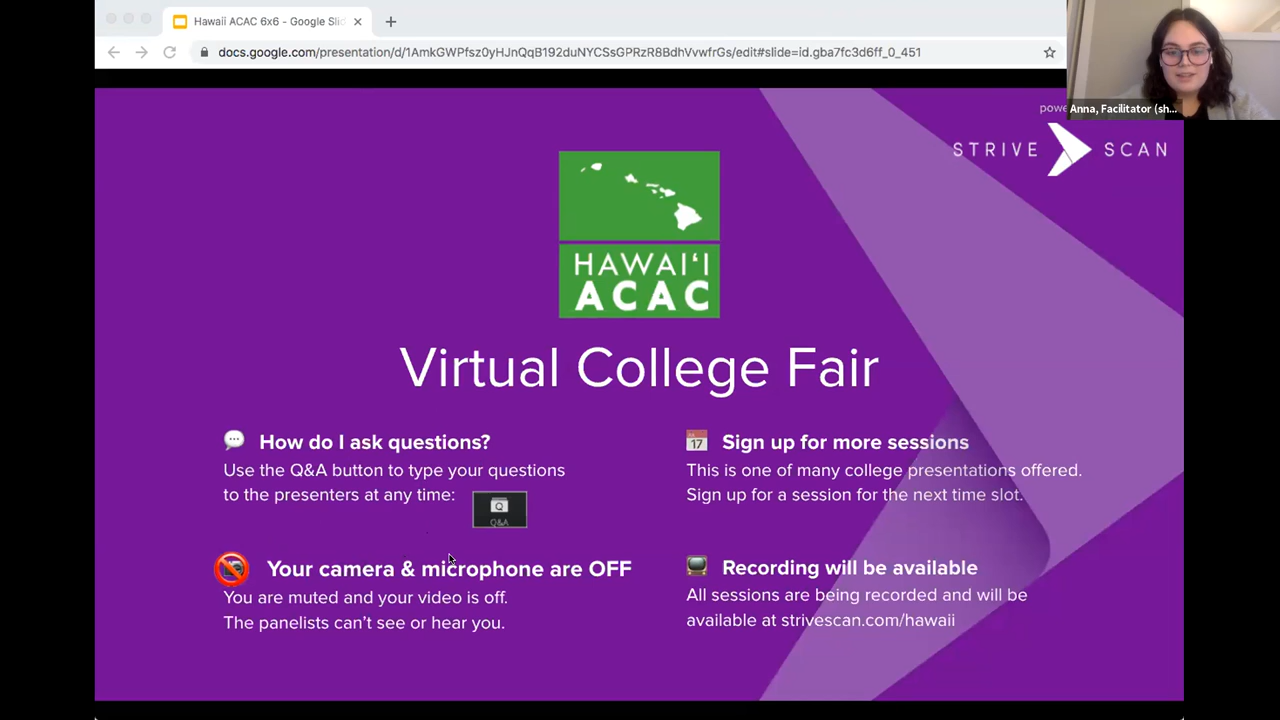 Hawaii ACAC 6x6 - Google Slid
docs.google.com/presentation/d/1AmkGWPfsz0yHJnQqB192duNYCSsGPRzR8BdhVvwfrGs/edit#slide=id.gba7fc3d6ff_0_451
Anna, Facilitator (sh...
powe
STRIVE SCAN
HAWAIʻI
ACAC
Virtual College Fair
How do I ask questions?
Use the Q&A button to type your questions
to the presenters at any time:
Q
Q&A
Your camera & microphone are OFF
You are muted and your video is off.
The panelists can’t see or hear you.
17
Sign up for more sessions
This is one of many college presentations offered.
Sign up for a session for the next time slot.
Recording will be available
All sessions are being recorded and will be
available at strivescan.com/hawaii